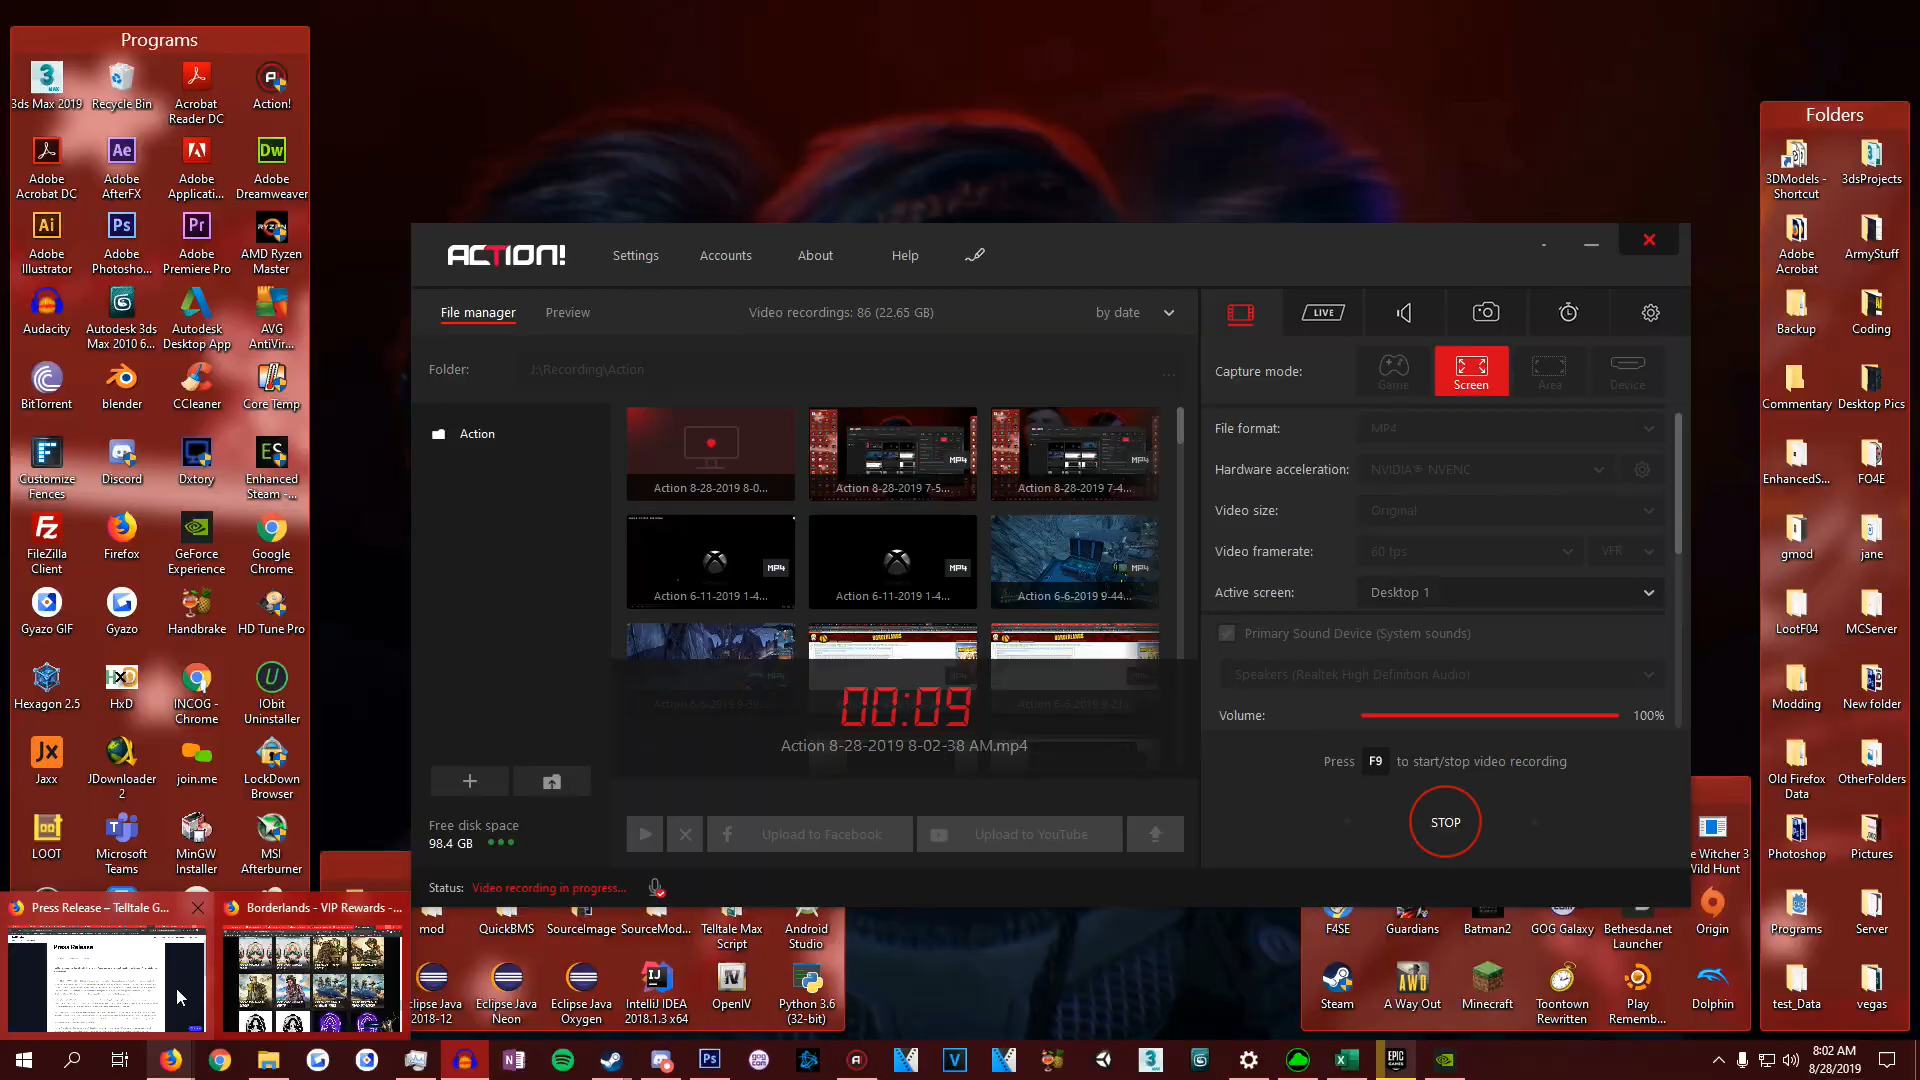 Programs
3ds Max 2019
Recycle Bin
Acrobat
Reader DC
Action!
Adobe
Acrobat DC
Adobe
AfterFX
Adobe
Applicati...
Adobe
Dreamweaver
Adobe
Illustrator
Adobe
Photosho...
Adobe
Premiere Pro
AMD Ryzen
Master
Audacity
Autodesk 3ds
Max 2010 6...
Autodesk
Desktop App
AVG
AntiVir...
BitTorrent
blender
CCleaner
Core Temp
Customize
Fences
Discord
Dxtory
Enhanced
Steam -...
FileZilla
Client
Firefox
GeForce
Experience
Google
Chrome
Gyazo GIF
Gyazo
Handbrake
HD Tune Pro
Hexagon 2.5
HxD
INCOG -
Chrome
IObit
Uninstaller
Jaxx
JDownloader
2
join.me
LockDown
Browser
LOOT
Microsoft
Teams
MinGW
Installer
MSI
Afterburner
Press Release – Telltale G...
Borderlands - VIP Rewards -...
Press Release
ACTION!
Settings
Accounts
About
Help
File manager
Preview
Video recordings: 86 (22.65 GB)
by date
Folder:
J:\Recording\Action
...
Action
Action 8-28-2019 8-0...
Action 8-28-2019 7-5...
MP4
Action 8-28-2019 7-4...
MP4
Action 6-11-2019 1-4...
MP4
Action 6-11-2019 1-4...
MP4
Action 6-6-2019 9-44...
MP4
00:09
Action 8-28-2019 8-02-38 AM.mp4
Free disk space
98.4 GB
Upload to Facebook
Upload to YouTube
Status: Video recording in progress...
LIVE
Capture mode:
Game
Screen
Area
Device
File format:
MP4
Hardware acceleration:
NVIDIA® NVENC
Video size:
Original
Video framerate:
60 fps
VFR
Active screen:
Desktop 1
Primary Sound Device (System sounds)
Speakers (Realtek High Definition Audio)
Volume:
100%
Press F9 to start/stop video recording
STOP
mod
QuickBMS
SourceImage
SourceMod...
Telltale Max
Script
Android
Studio
Eclipse Java
2018-12
Eclipse Java
Neon
Eclipse Java
Oxygen
IntelliJ IDEA
2018.1.3 x64
OpenIV
Python 3.6
(32-bit)
e Witcher 3
Wild Hunt
F4SE
Guardians
Batman2
GOG Galaxy
Bethesda.net
Launcher
Origin
Steam
A Way Out
Minecraft
Toontown
Rewritten
Play
Rememb...
Dolphin
Folders
3DModels -
Shortcut
3dsProjects
Adobe
Acrobat
ArmyStuff
Backup
Coding
Commentary
Desktop Pics
EnhancedS...
FO4E
gmod
jane
LootF04
MCServer
Modding
New folder
Old Firefox
Data
OtherFolders
Photoshop
Pictures
Programs
Server
test_Data
vegas
8:02 AM
8/28/2019